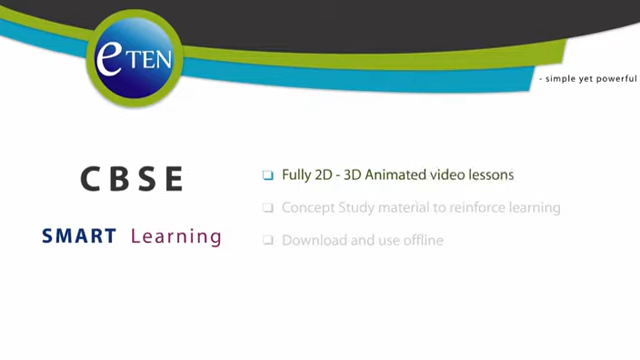 eTEN
- simple yet powerful
CBSE
SMART Learning
Fully 2D - 3D Animated video lessons
Concept Study material to reinforce learning
Download and use offline